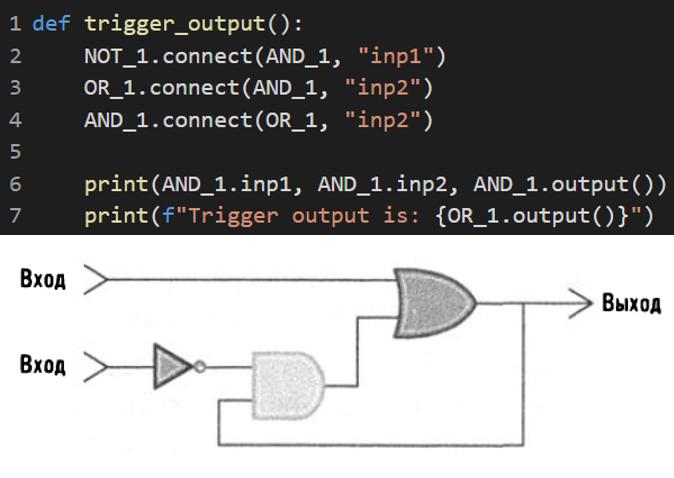 1 def trigger_output():
2     NOT_1.connect(AND_1, "inp1")
3     OR_1.connect(AND_1, "inp2")
4     AND_1.connect(OR_1, "inp2")
5
6     print(AND_1.inp1, AND_1.inp2, AND_1.output())
7     print(f"Trigger output is: {OR_1.output()}")
Вход
Выход
Вход